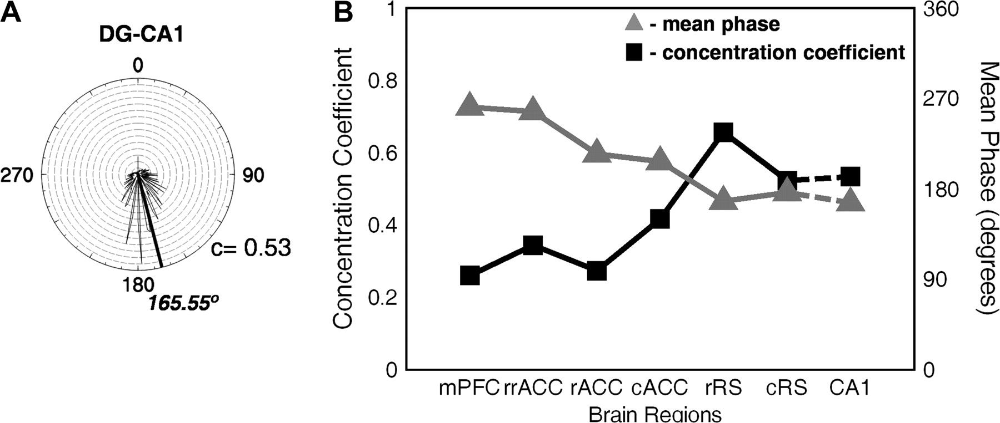 A
DG-CA1
0
270
90
c= 0.53
180
165.55º
B
1
0.8
0.6
0.4
0.2
0
Concentration Coefficient
- mean phase
- concentration coefficient
360
270
180
90
0
Mean Phase (degrees)
mPFC rrACC rACC cACC rRS cRS CA1
Brain Regions